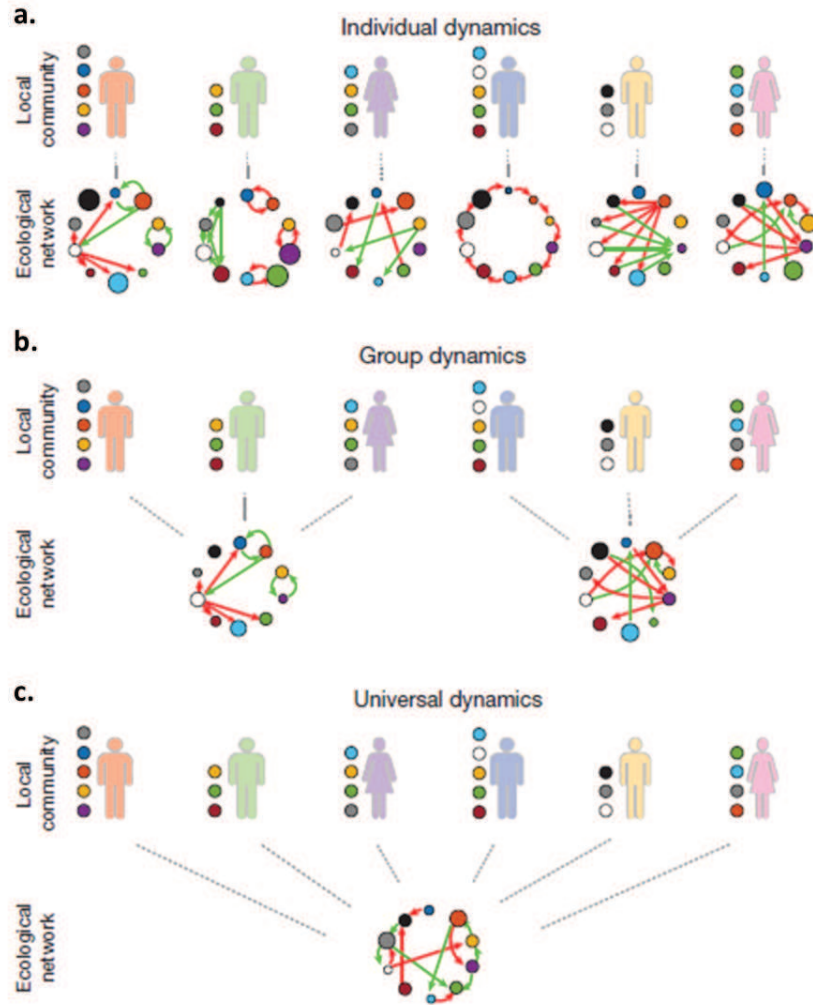 a.
Individual dynamics
Local
community
Ecological
network
b.
Group dynamics
Local
community
Ecological
network
c.
Universal dynamics
Local
community
Ecological
network